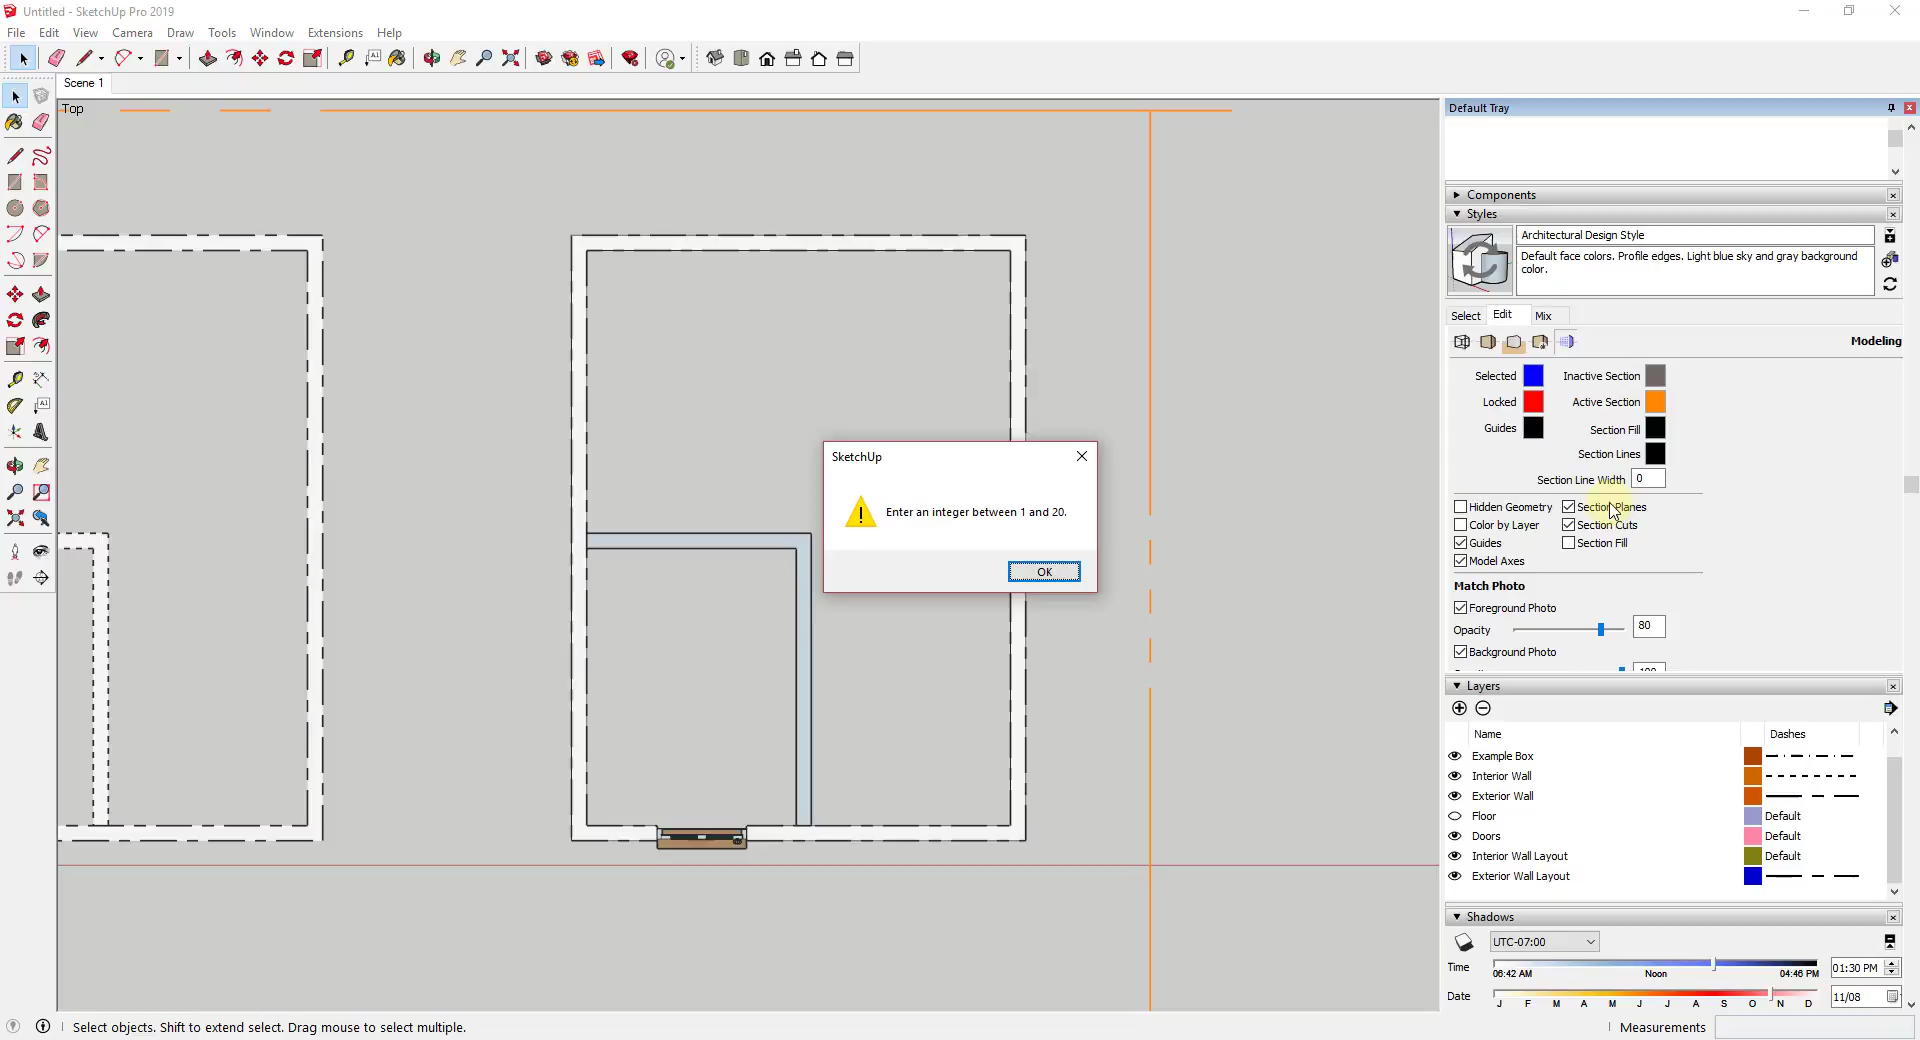 Untitled - SketchUp Pro 2019
File Edit View Camera Draw Tools Window Extensions Help
Scene 1
Top
Default Tray
Components
Styles
Architectural Design Style
Default face colors. Profile edges. Light blue sky and gray background
color.
Select Edit Mix
Modeling
Selected Inactive Section
Locked Active Section
Guides Section Fill
Section Lines
Section Line Width 0
Hidden Geometry Section Planes
Color by Layer Section Cuts
Guides Section Fill
Model Axes
Match Photo
Foreground Photo
Opacity 80
Background Photo
SketchUp
Enter an integer between 1 and 20.
OK
Layers
Name Dashes
Example Box
Interior Wall
Exterior Wall
Floor Default
Doors Default
Interior Wall Layout Default
Exterior Wall Layout
Shadows
UTC-07:00
Time 06:42 AM Noon 04:46 PM 01:30 PM
Date J F M A M J J A S O N D 11/08
Select objects. Shift to extend select. Drag mouse to select multiple.
Measurements